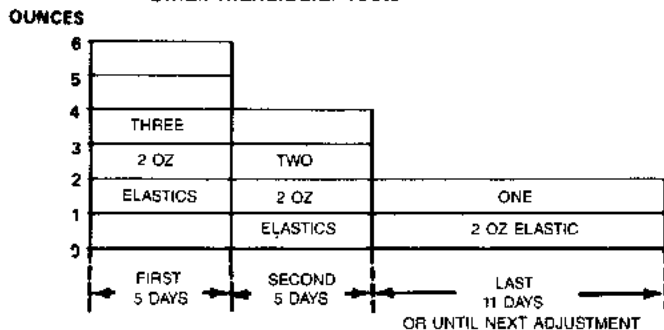 OUNCES
6
5
4
THREE
3
2 OZ
TWO
2
ELASTICS
2 OZ
ONE
1
ELASTICS
2 OZ ELASTIC
0
FIRST
5 DAYS
SECOND
5 DAYS
LAST
11 DAYS
OR UNTIL NEXT ADJUSTMENT